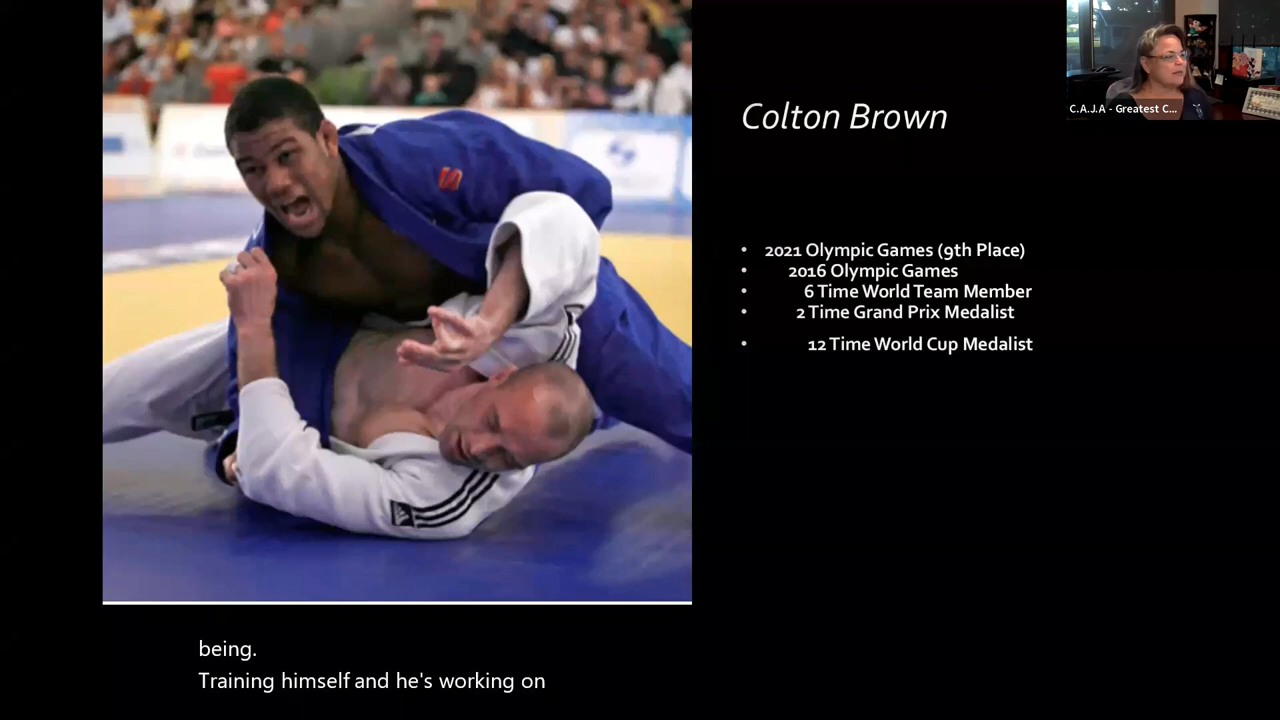 Colton Brown
C.A.J.A - Greatest C...
• 2021 Olympic Games (9th Place)
• 2016 Olympic Games
• 6 Time World Team Member
• 2 Time Grand Prix Medalist
• 12 Time World Cup Medalist
being.
Training himself and he's working on